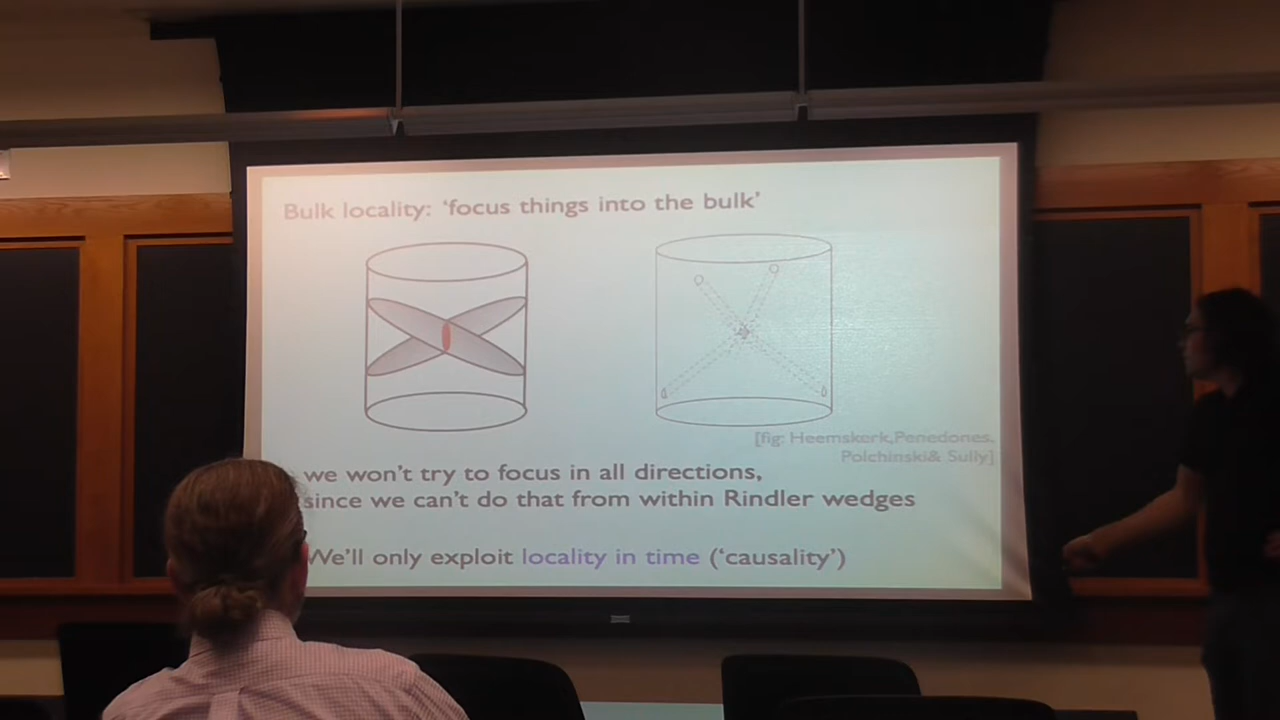 Bulk locality: 'focus things into the bulk'
[fig: Heemskerk,Penedones,
Polchinski& Sully]
we won't try to focus in all directions,
since we can't do that from within Rindler wedges
We'll only exploit locality in time ('causality')